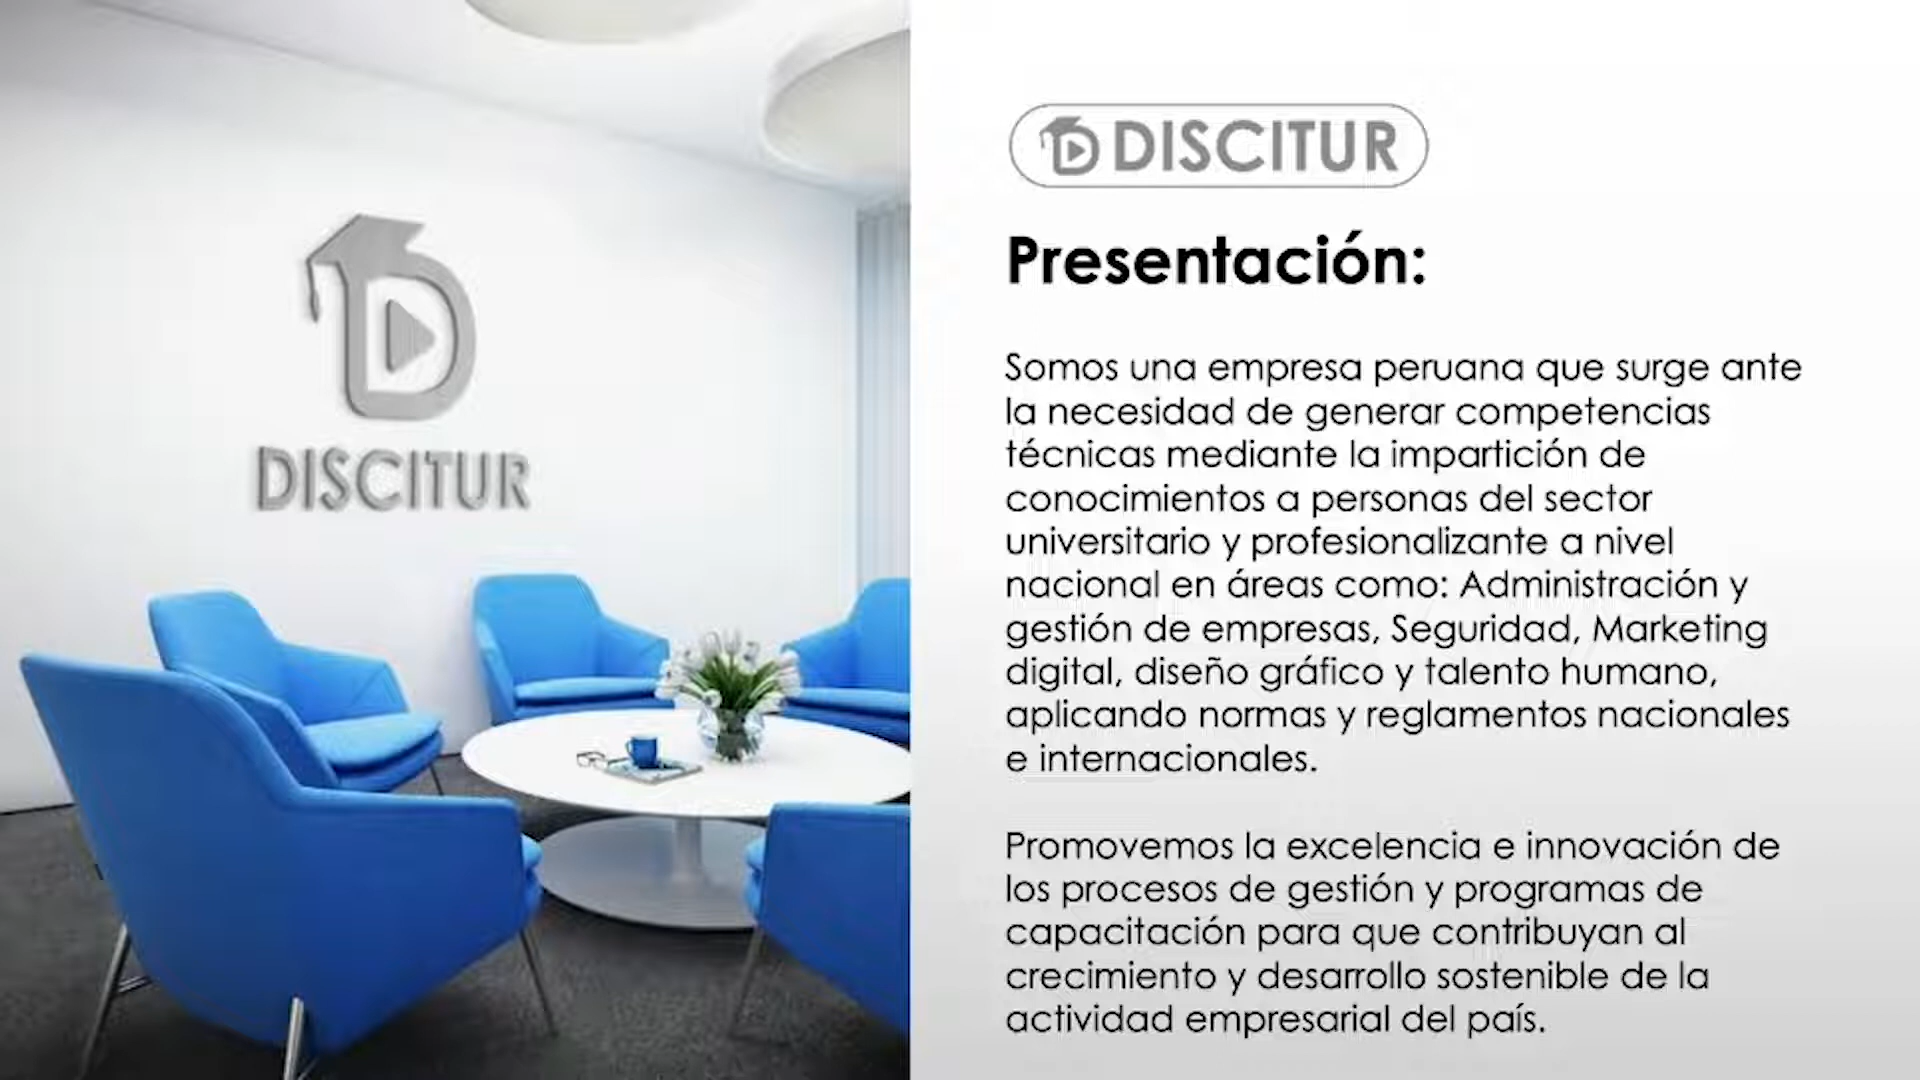 DISCITUR
DISCITUR
Presentación:
Somos una empresa peruana que surge ante
la necesidad de generar competencias
técnicas mediante la impartición de
conocimientos a personas del sector
universitario y profesionalizante a nivel
nacional en áreas como: Administración y
gestión de empresas, Seguridad, Marketing
digital, diseño gráfico y talento humano,
aplicando normas y reglamentos nacionales
e internacionales.
Promovemos la excelencia e innovación de
los procesos de gestión y programas de
capacitación para que contribuyan al
crecimiento y desarrollo sostenible de la
actividad empresarial del país.